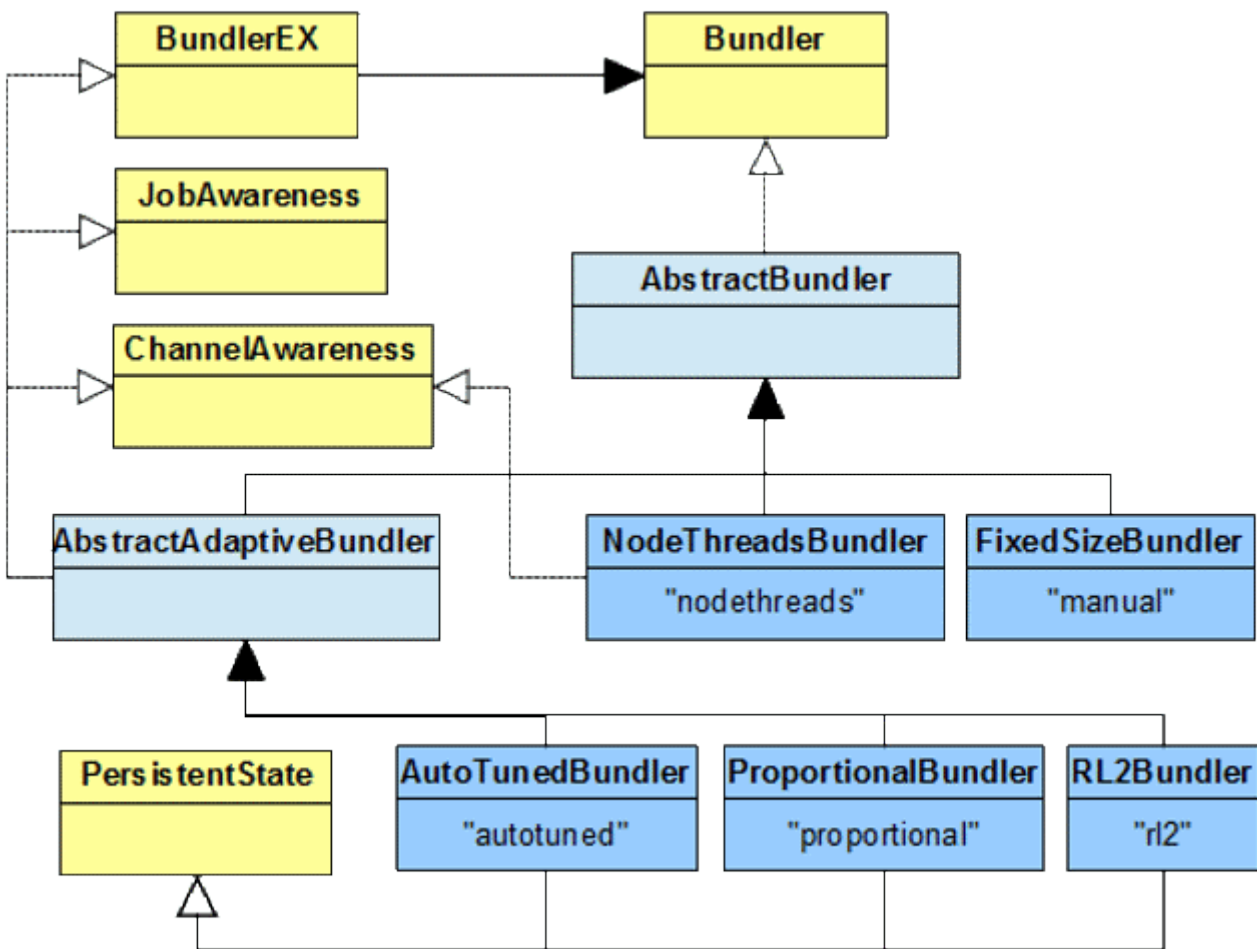 BundlerEX
Bundler
JobAwareness
AbstractBundler
ChannelAwareness
AbstractAdaptiveBundler
NodeThreadsBundler
"nodethreads"
FixedSizeBundler
"manual"
PersistentState
AutoTunedBundler
"autotuned"
ProportionalBundler
"proportional"
RL2Bundler
"rl2"